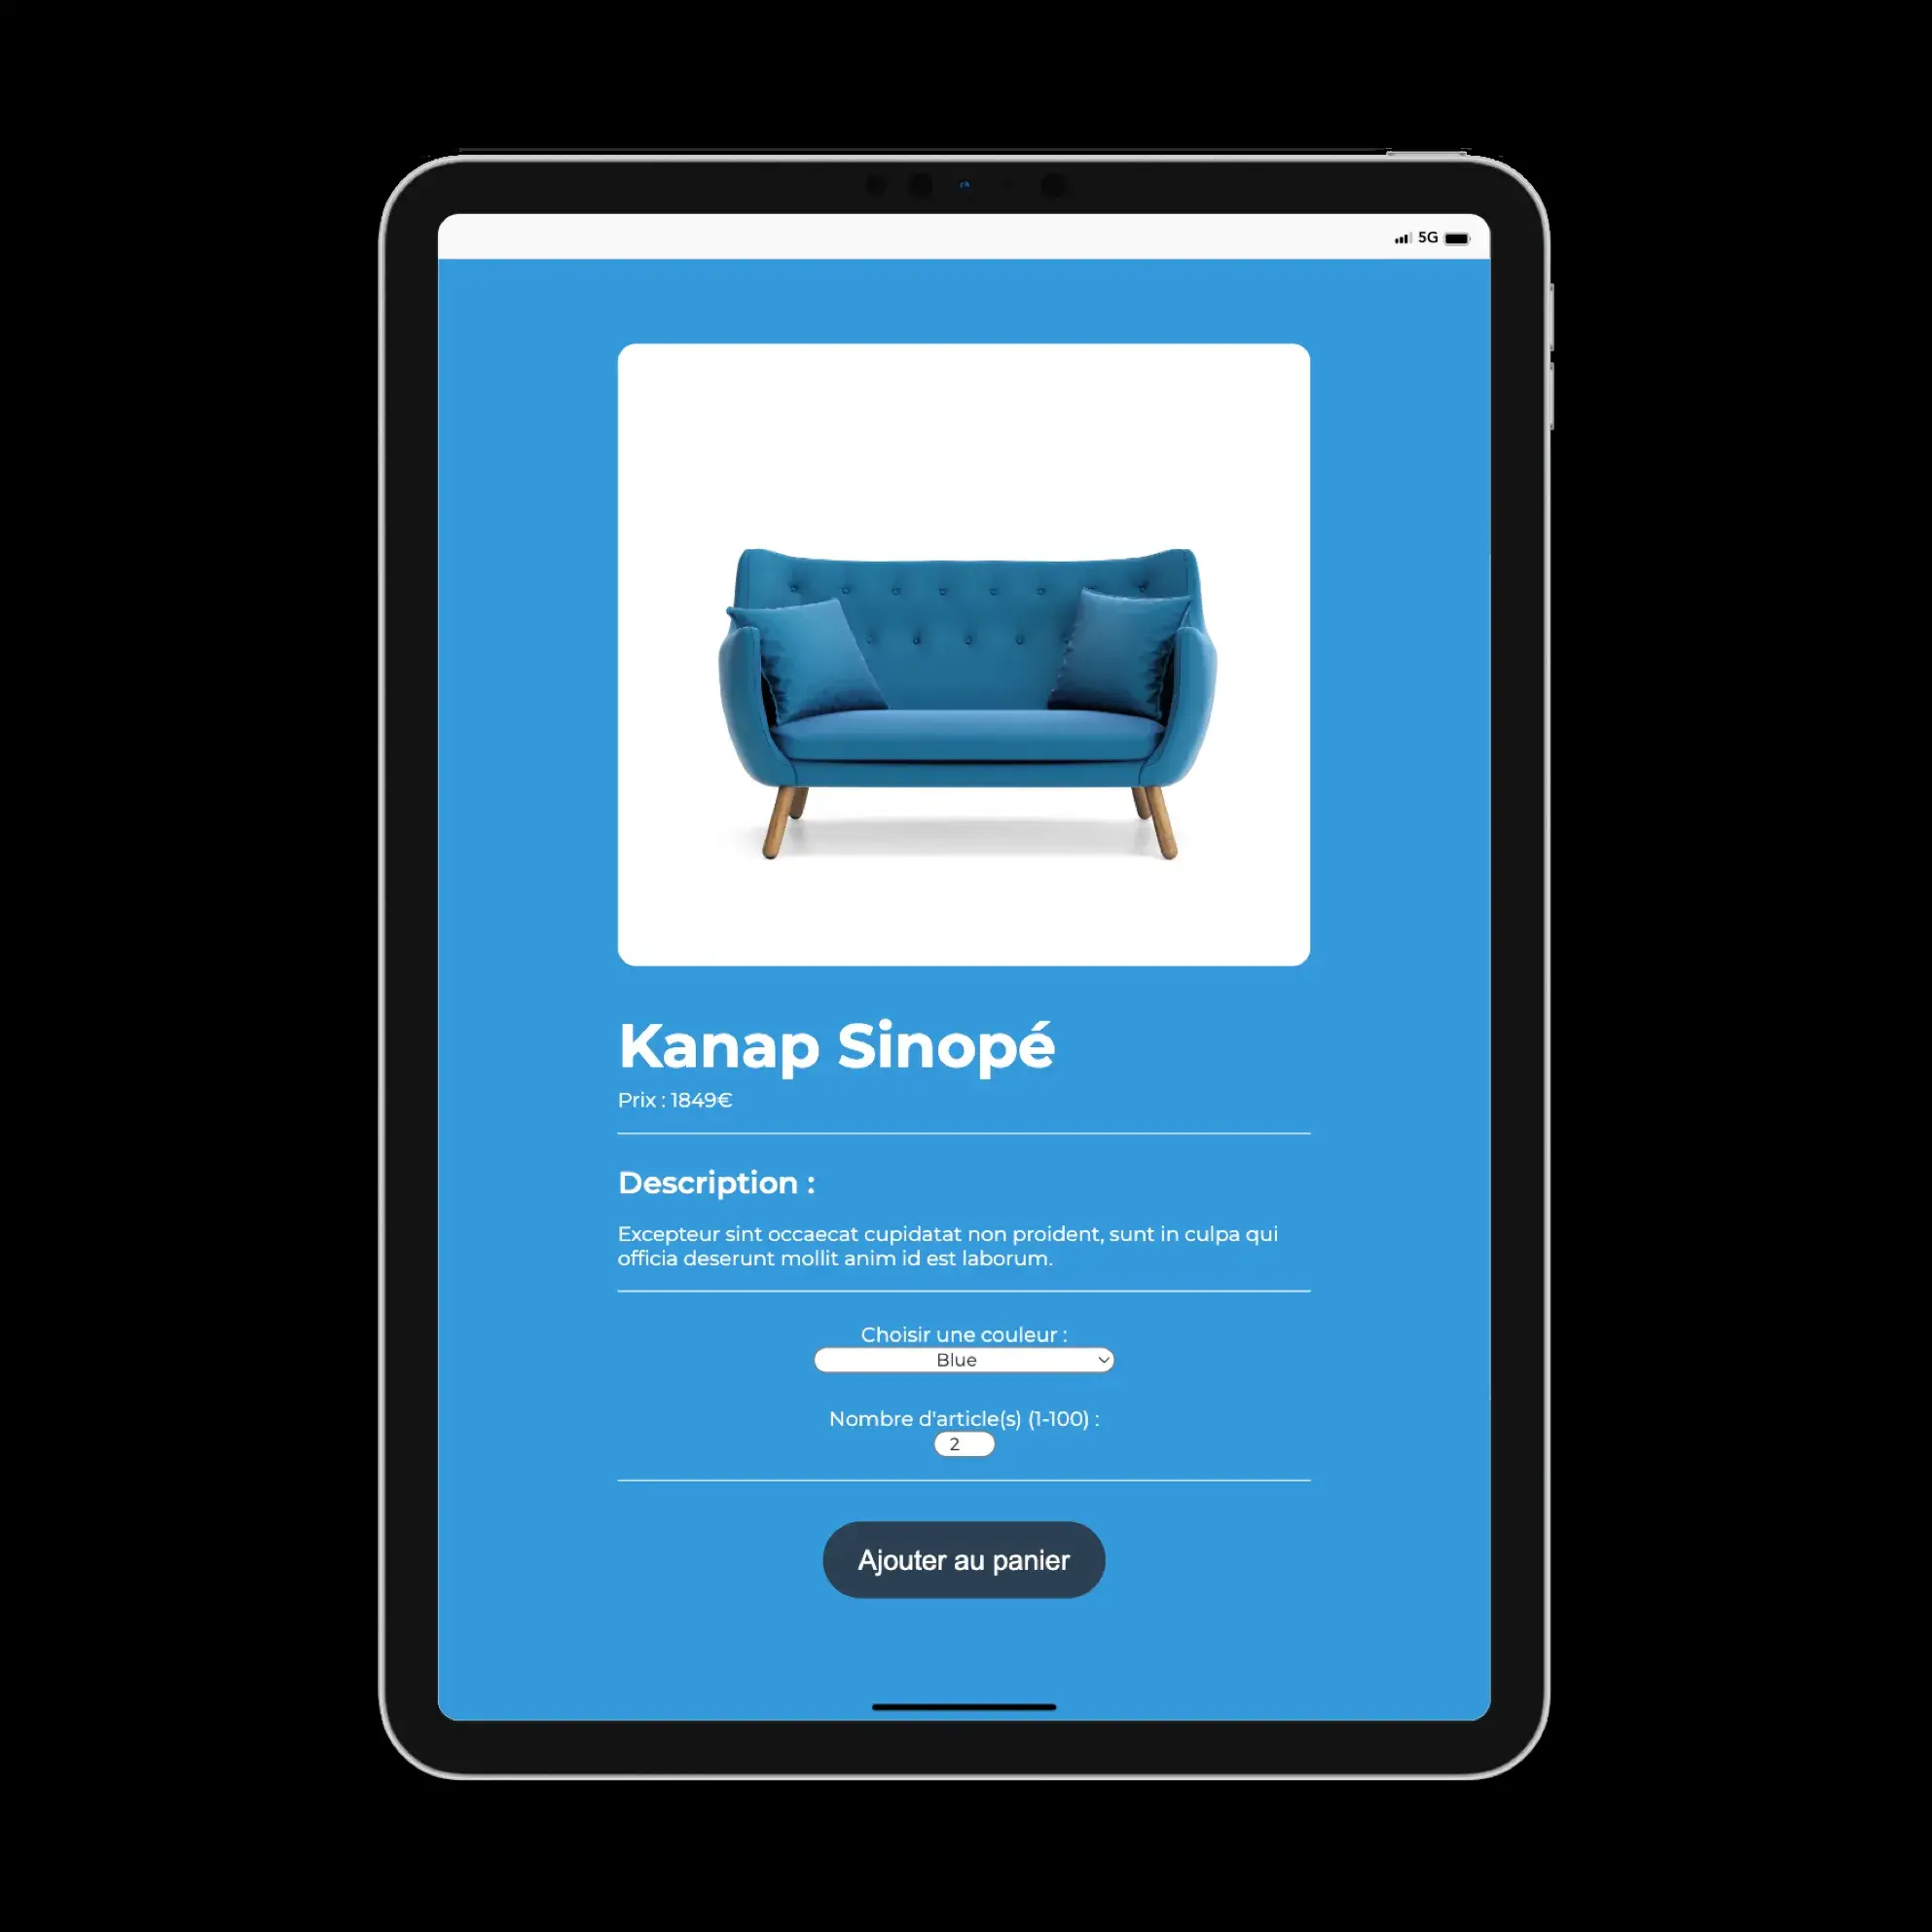 5G
Kanap Sinopé
Prix : 1849€
Description :
Excepteur sint occaecat cupidatat non proident, sunt in culpa qui
officia deserunt mollit anim id est laborum.
Choisir une couleur :
Blue
Nombre d'article(s) (1-100) :
2
Ajouter au panier